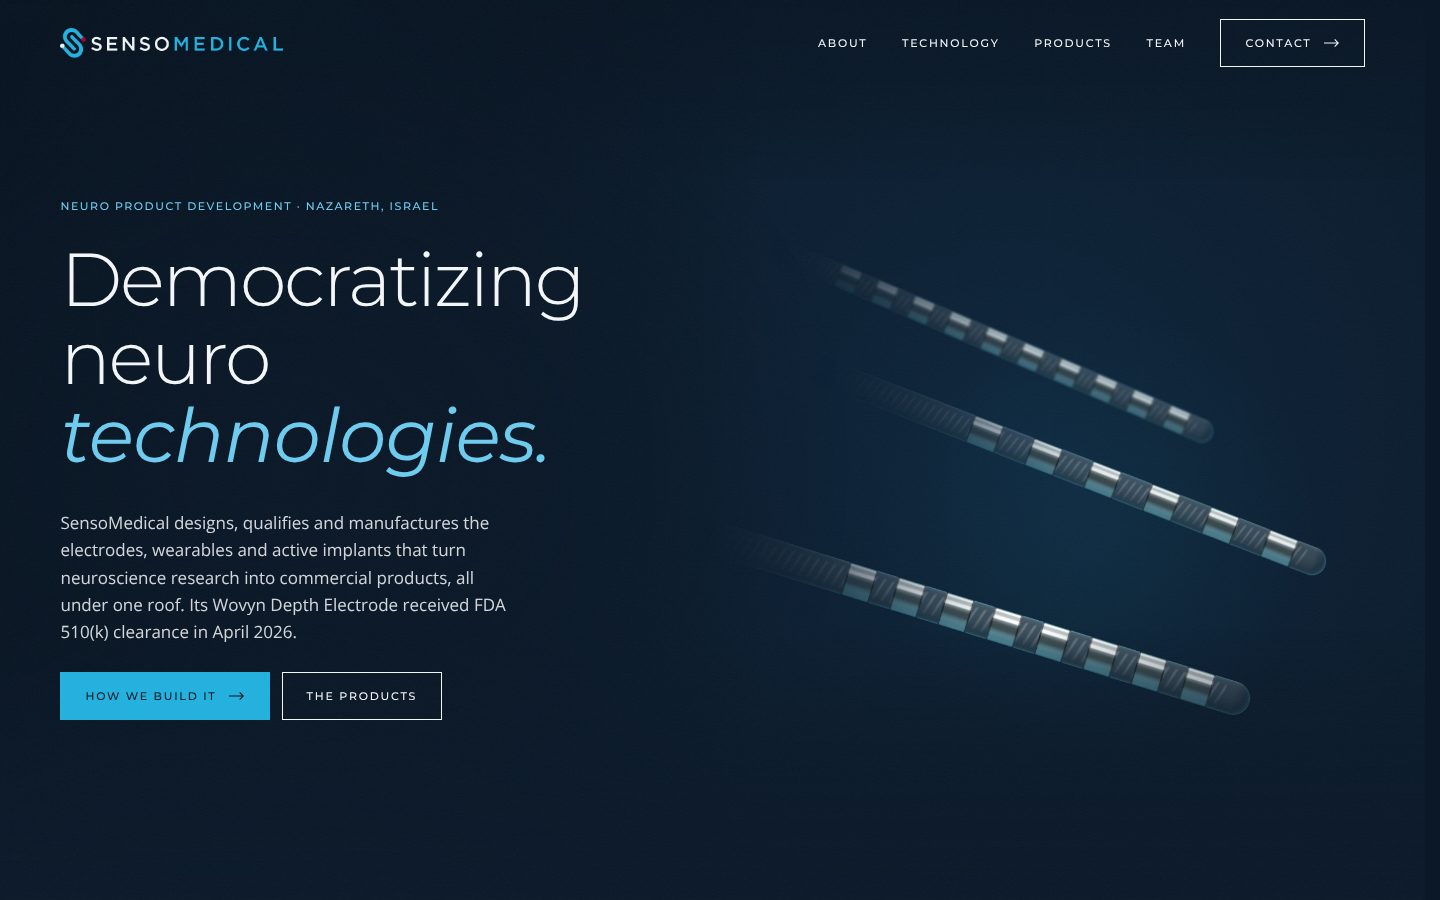 SENSOMEDICAL
ABOUT
TECHNOLOGY
PRODUCTS
TEAM
CONTACT
NEURO PRODUCT DEVELOPMENT · NAZARETH, ISRAEL
Democratizing
neuro
technologies.
SensoMedical designs, qualifies and manufactures the
electrodes, wearables and active implants that turn
neuroscience research into commercial products, all
under one roof. Its Wovyn Depth Electrode received FDA
510(k) clearance in April 2026.
HOW WE BUILD IT
THE PRODUCTS